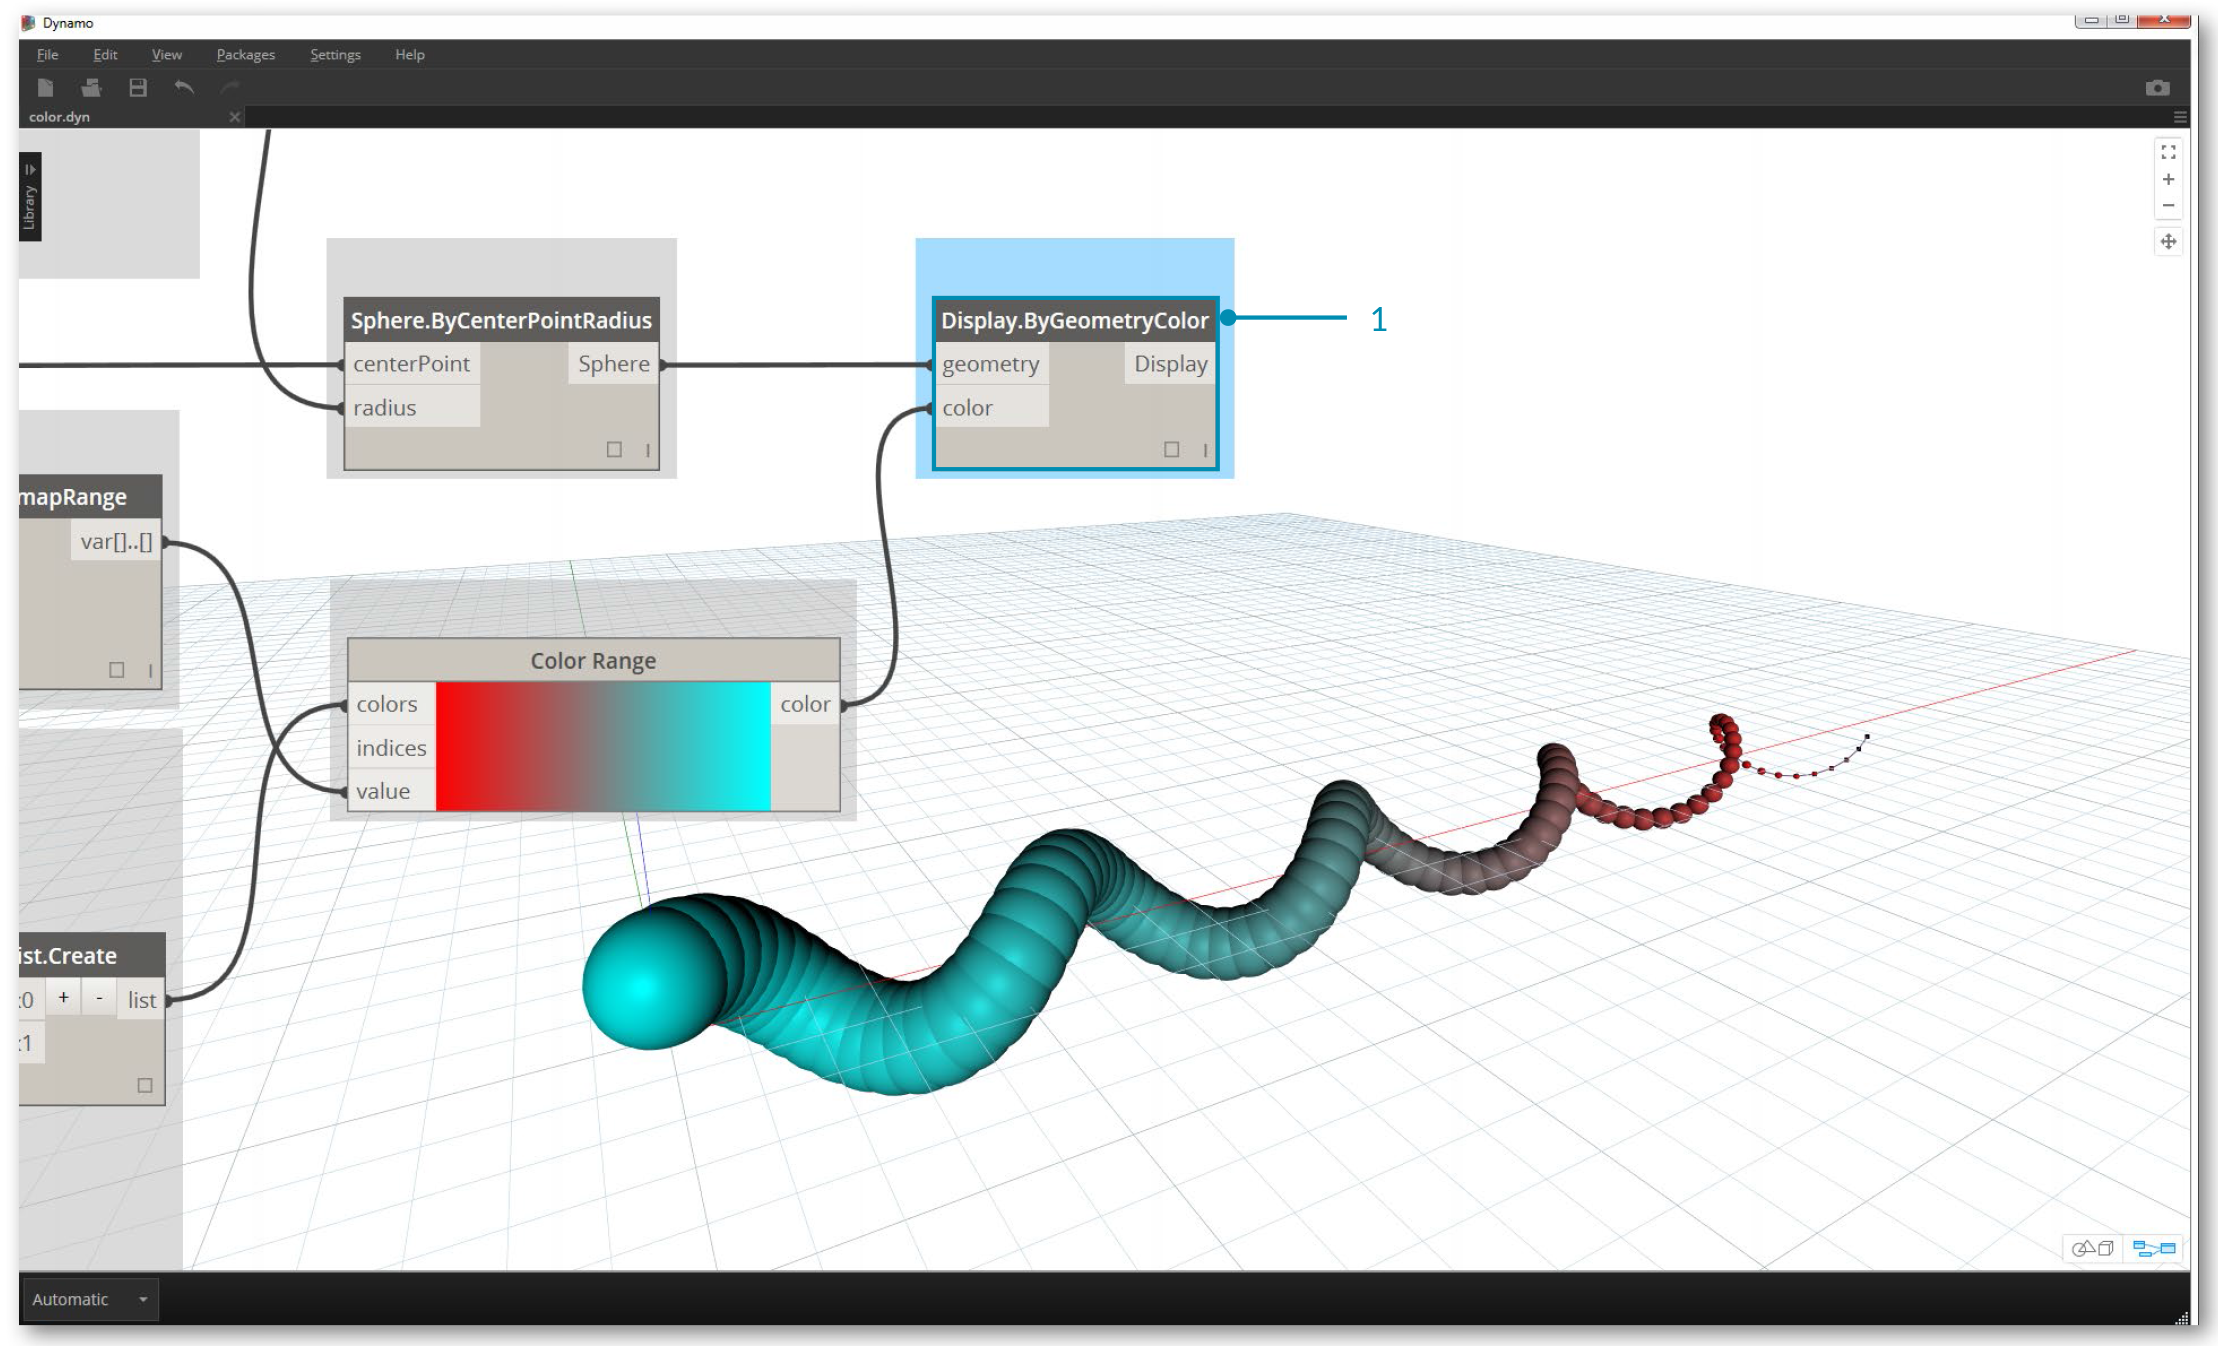 Dynamo
File Edit View Packages Settings Help
color.dyn
Library
Sphere.ByCenterPointRadius
centerPoint Sphere
radius
Display.ByGeometryColor
geometry Display
color
1
mapRange
var[]..[]
Color Range
colors color
indices
value
ist.Create
:0 + - list
:1
Automatic